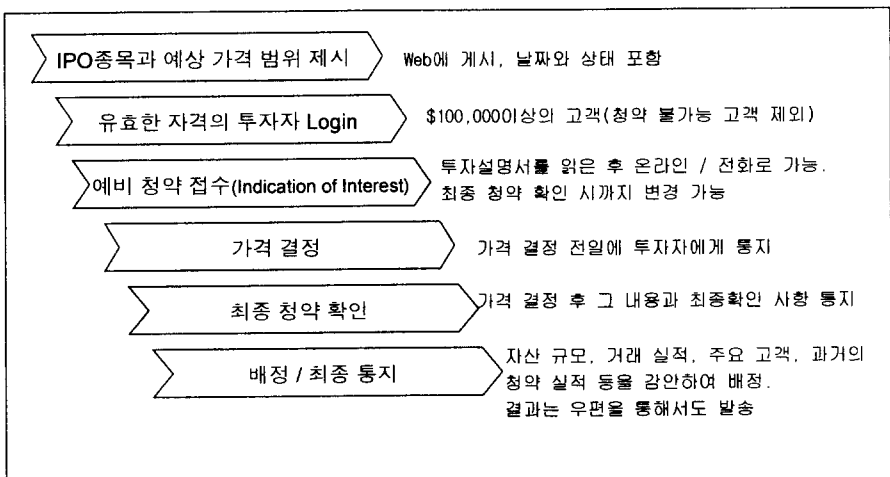 IPO종목과 예상 가격 범위 제시
Web에 게시, 날짜와 상태 포함
유효한 자격의 투자자 Login
$100,000이상의 고객(청약 불가능 고객 제외)
예비 청약 접수(Indication of Interest)
투자설명서를 읽은 후 온라인 / 전화로 가능.
최종 청약 확인 시까지 변경 가능
가격 결정
가격 결정 전일에 투자자에게 통지
최종 청약 확인
가격 결정 후 그 내용과 최종확인 사항 통지
배정 / 최종 통지
자산 규모, 거래 실적, 주요 고객, 과거의
청약 실적 등을 감안하여 배정.
결과는 우편을 통해서도 발송